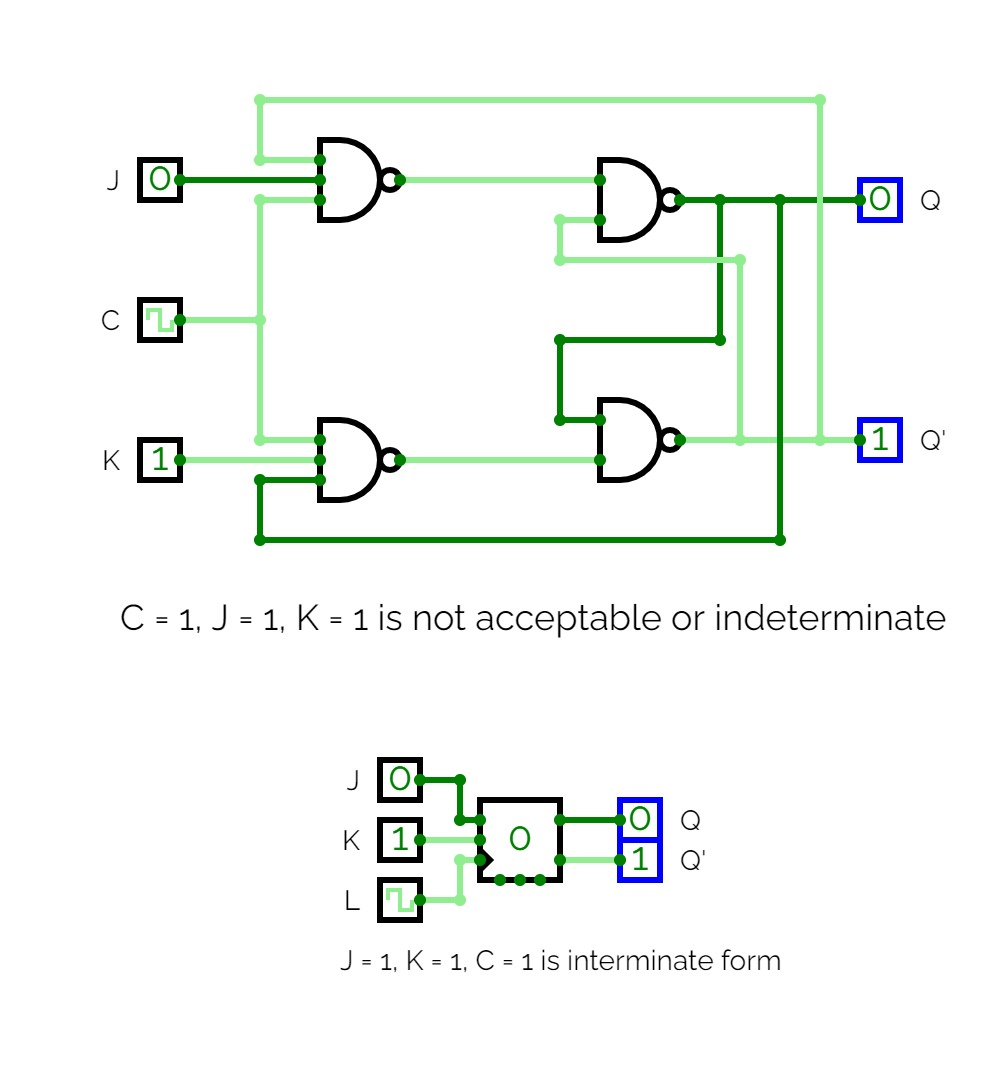 J 0
0 Q
C
K 1
1 Q'
C = 1, J = 1, K = 1 is not acceptable or indeterminate
J 0
K 1
0
0 Q
1 Q'
L
J = 1, K = 1, C = 1 is interminate form